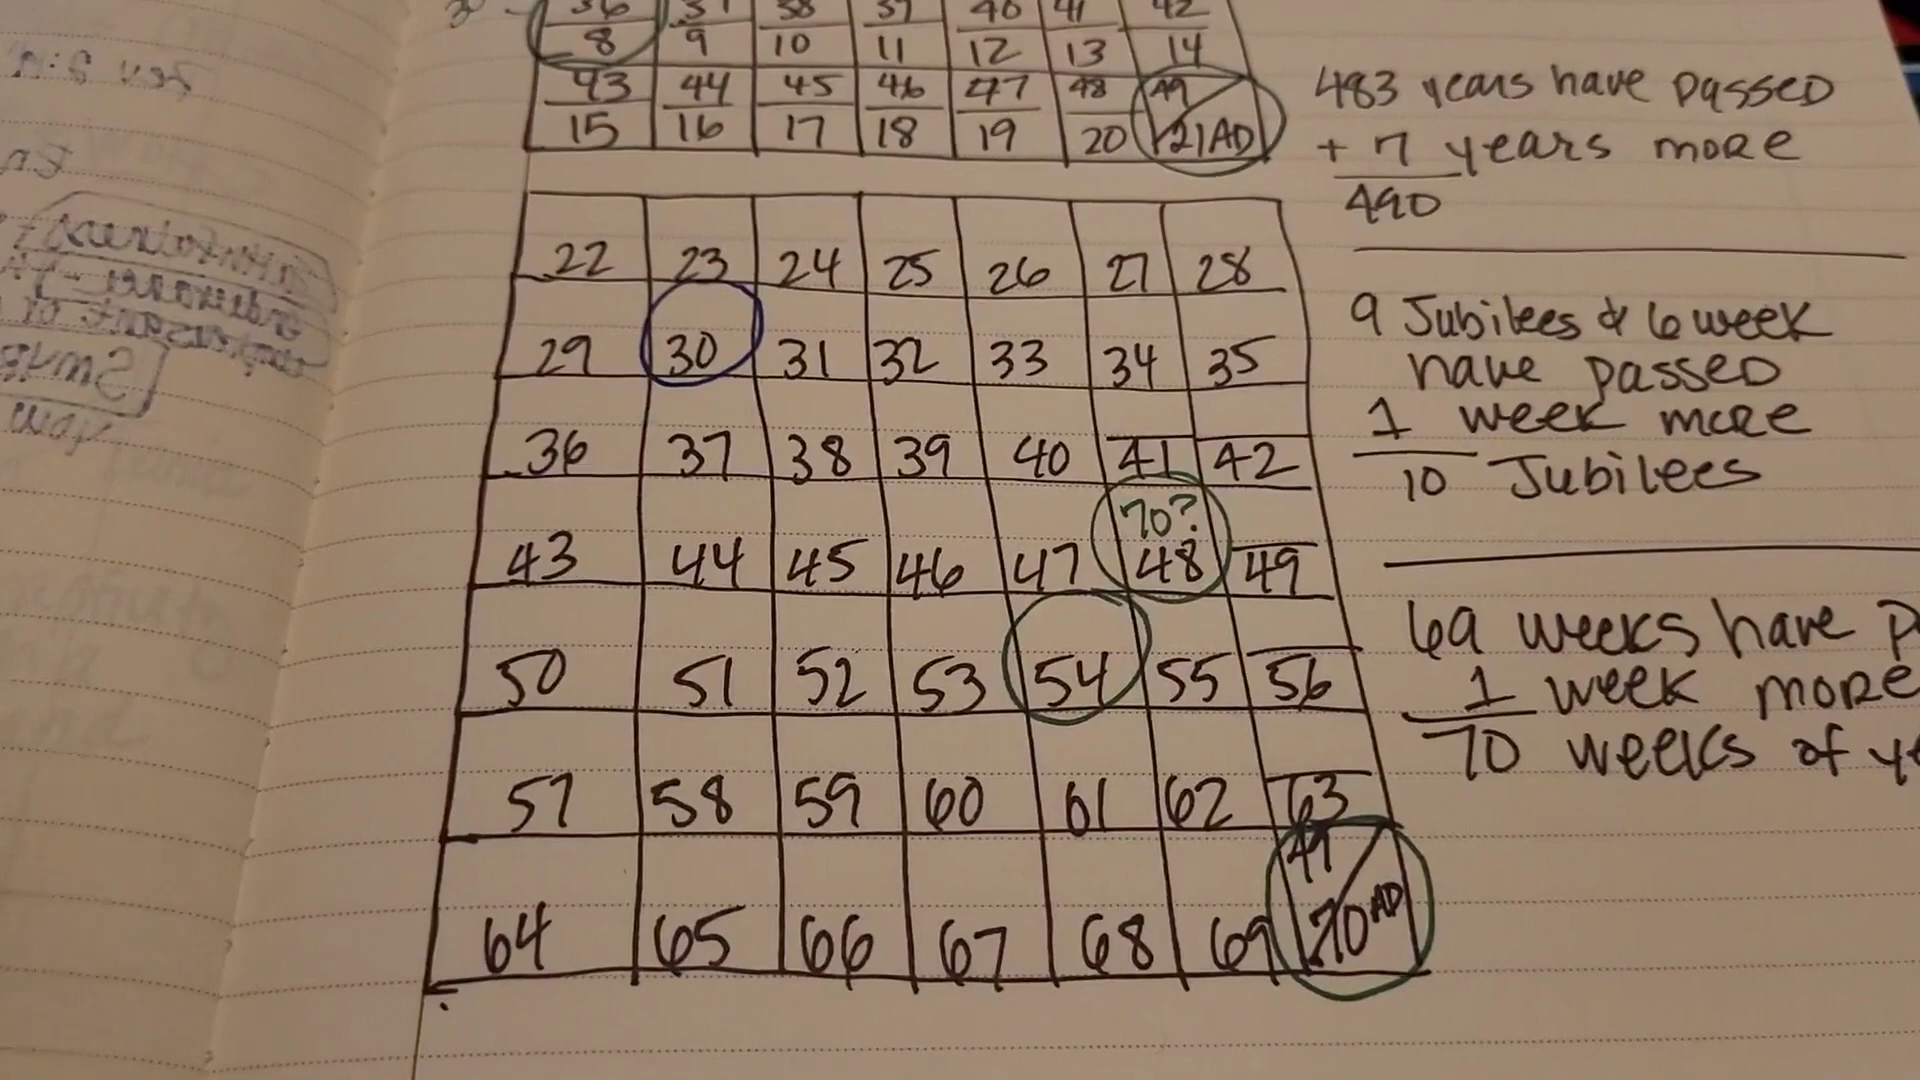 36 37 38 39 40 41 42
8 9 10 11 12 13 14
43 44 45 46 47 48 49
15 16 17 18 19 20 21AD
22 23 24 25 26 27 28
29 30 31 32 33 34 35
36 37 38 39 40 41 42
70?
43 44 45 46 47 48 49
50 51 52 53 54 55 56
57 58 59 60 61 62 63
49
64 65 66 67 68 69 70AD
483 years have passed
+ 7 years more
490
9 Jubilees & 6 week
have passed
1 week more
10 Jubilees
69 weeks have p
1 week more
70 weeks of ye